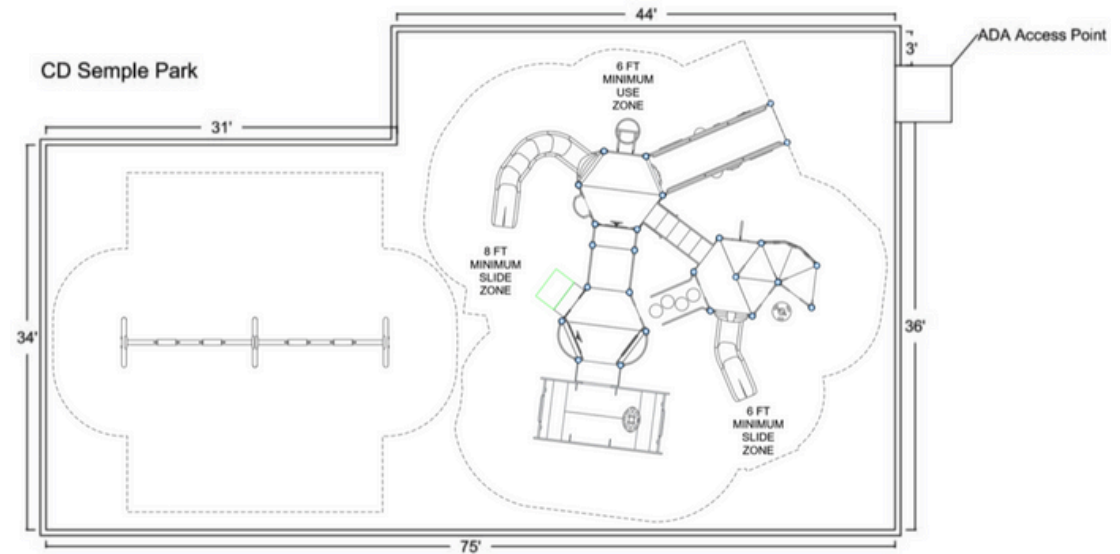 44'
3'
ADA Access Point
CD Semple Park
6 FT
MINIMUM
USE
ZONE
31'
8 FT
MINIMUM
SLIDE
ZONE
34'
36'
6 FT
MINIMUM
SLIDE
ZONE
75'